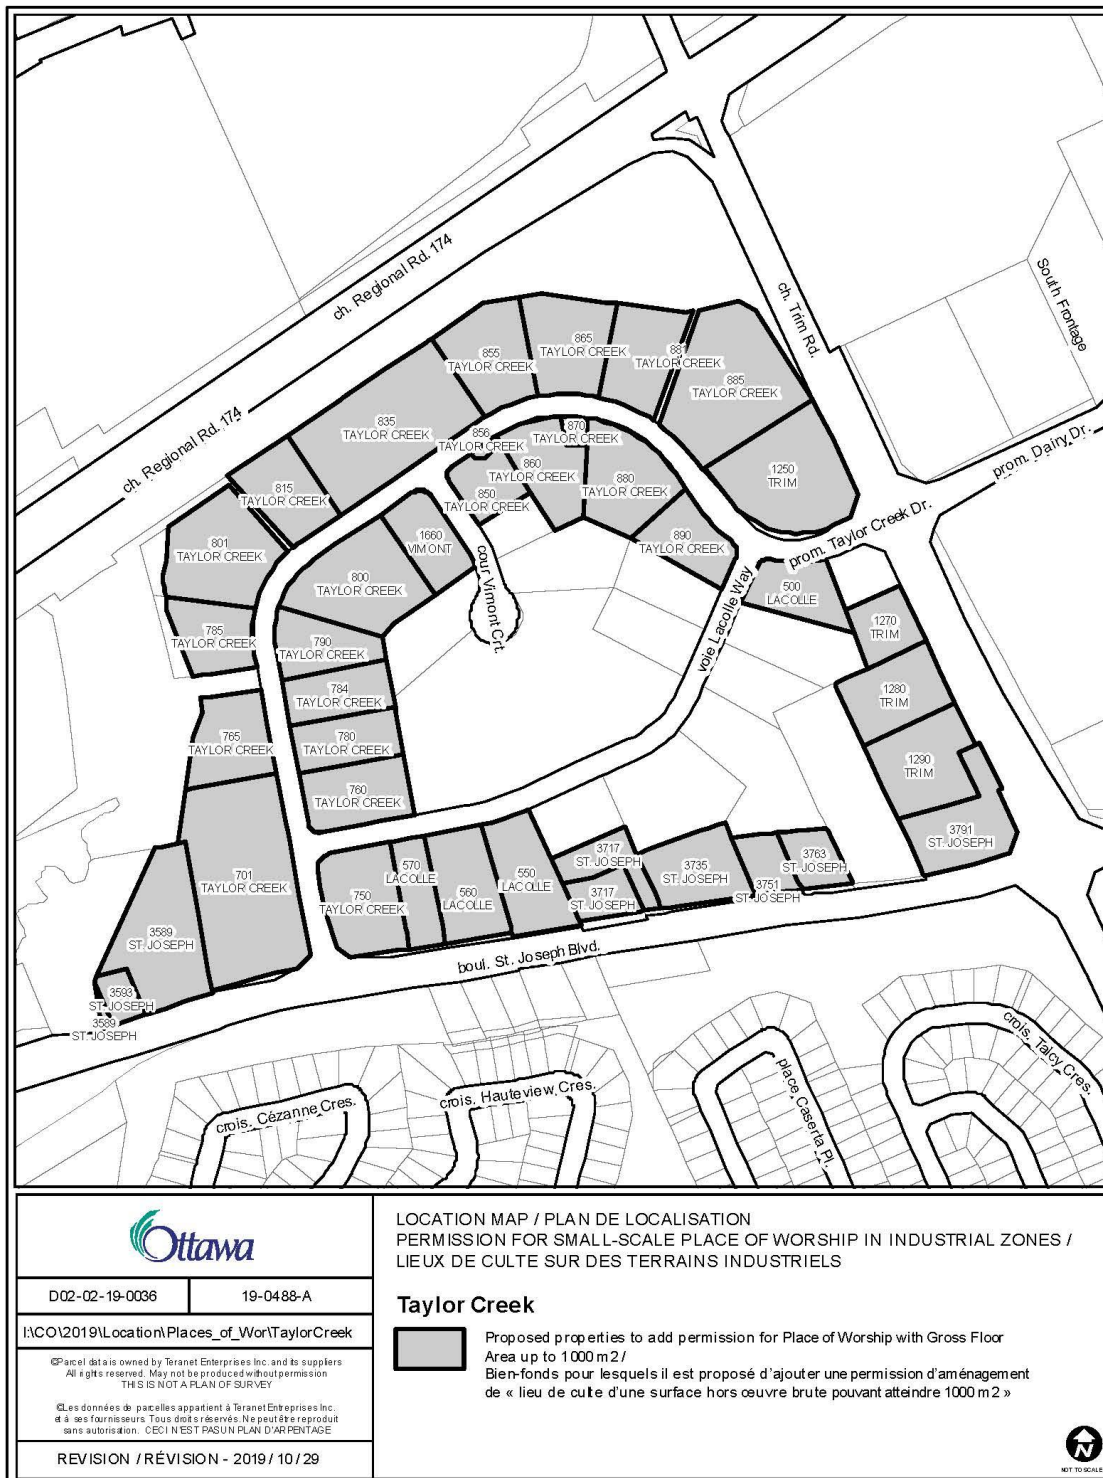 ch. Regional Rd. 174
ch. Trim Rd.
South Frontage
865
TAYLOR CREEK
855
TAYLOR CREEK
881
TAYLOR CREEK
885
TAYLOR CREEK
835
TAYLOR CREEK
856
TAYLOR CREEK
870
TAYLOR CREEK
ch. Regional Rd. 174
prom. Dairy Dr.
860
TAYLOR CREEK
1250
TRIM
815
TAYLOR CREEK
850
TAYLOR CREEK
880
TAYLOR CREEK
prom. Taylor Creek Dr.
801
TAYLOR CREEK
1660
VIMONT
890
TAYLOR CREEK
800
TAYLOR CREEK
cour Vimont Crt.
voie Lacolle Way
500
LACOLLE
785
TAYLOR CREEK
790
TAYLOR CREEK
1270
TRIM
784
TAYLOR CREEK
1280
TRIM
765
TAYLOR CREEK
780
TAYLOR CREEK
1290
TRIM
760
TAYLOR CREEK
3791
ST. JOSEPH
701
TAYLOR CREEK
750
TAYLOR CREEK
570
LACOLLE
560
LACOLLE
550
LACOLLE
3717
ST. JOSEPH
3717
ST. JOSEPH
3735
ST. JOSEPH
3751
ST. JOSEPH
3763
ST. JOSEPH
3589
ST. JOSEPH
boul. St. Joseph Blvd.
3593
ST. JOSEPH
3589
ST. JOSEPH
crois. Cézanne Cres.
crois. Hauteview Cres.
place Caserta Pl.
crois. Talcy Cres.
Ottawa
D02-02-19-0036
19-0488-A
I:\CO\2019\Location\Places_of_Wor\TaylorCreek
©Parcel data is owned by Teranet Enterprises Inc. and its suppliers
All rights reserved. May not be produced without permission
THIS IS NOT A PLAN OF SURVEY
©Les données de parcelles appartient à Teranet Entreprises Inc.
et à ses fournisseurs. Tous droits réservés. Ne peut être reproduit
sans autorisation. CECI N'EST PAS UN PLAN D'ARPENTAGE
REVISION / RÉVISION - 2019 / 10 / 29
LOCATION MAP / PLAN DE LOCALISATION
PERMISSION FOR SMALL-SCALE PLACE OF WORSHIP IN INDUSTRIAL ZONES /
LIEUX DE CULTE SUR DES TERRAINS INDUSTRIELS
Taylor Creek
Proposed properties to add permission for Place of Worship with Gross Floor
Area up to 1000 m2 /
Bien-fonds pour lesquels il est proposé d'ajouter une permission d'aménagement
de « lieu de culte d'une surface hors œuvre brute pouvant atteindre 1000 m2 »
N
NOT TO SCALE